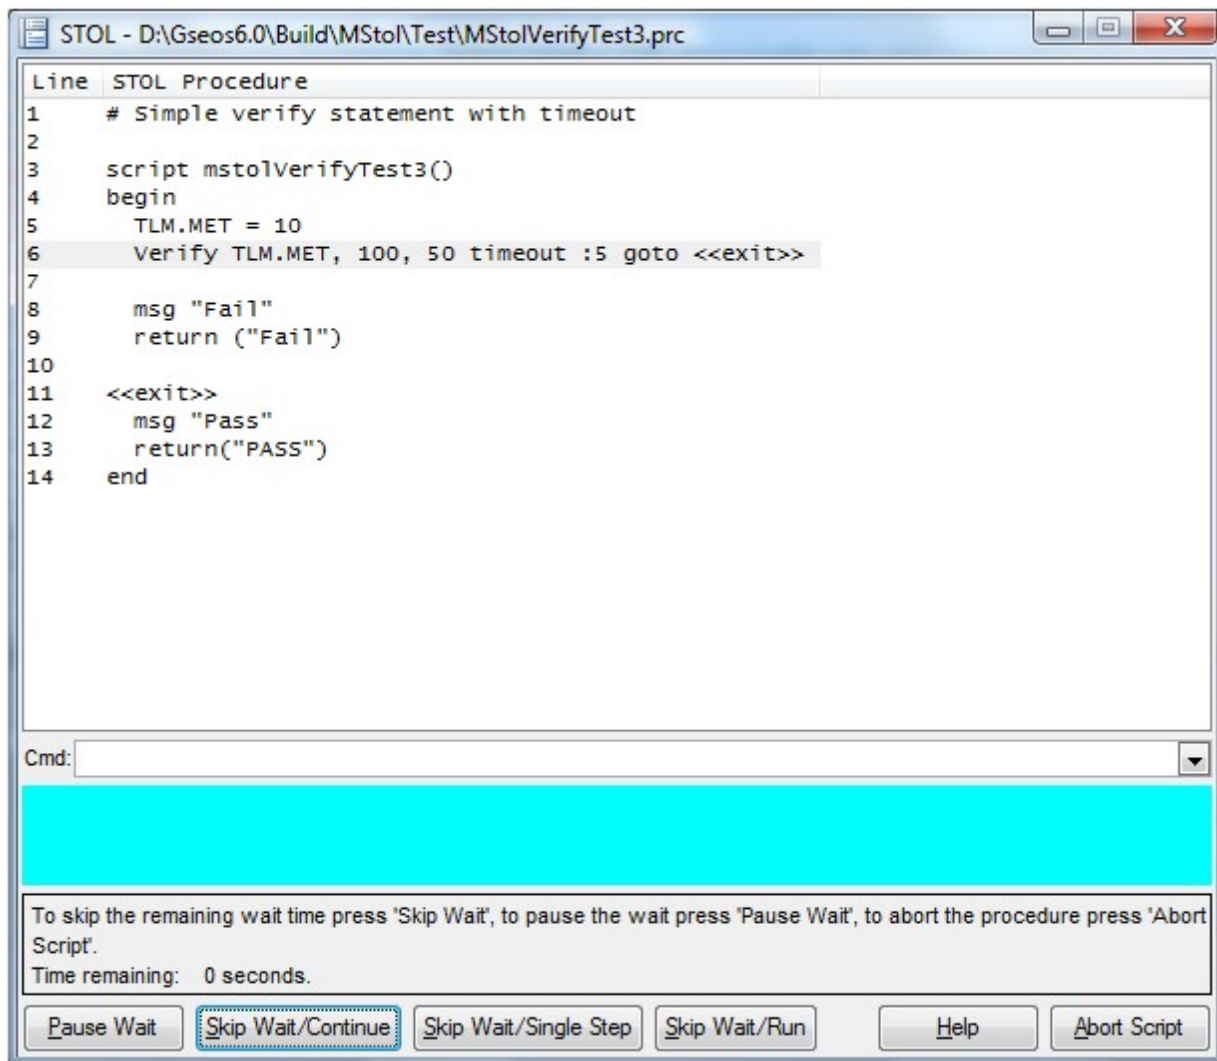 STOL - D:\Gseos6.0\Build\MStol\Test\MStolVerifyTest3.prc
Line STOL Procedure
1 # Simple verify statement with timeout
2
3 script mstolVerifyTest3()
4 begin
5 TLM.MET = 10
6 Verify TLM.MET, 100, 50 timeout :5 goto <<exit>>
7
8 msg "Fail"
9 return ("Fail")
10
11 <<exit>>
12 msg "Pass"
13 return("PASS")
14 end
Cmd:
To skip the remaining wait time press 'Skip Wait', to pause the wait press 'Pause Wait', to abort the procedure press 'Abort
Script'.
Time remaining: 0 seconds.
Pause Wait Skip Wait/Continue Skip Wait/Single Step Skip Wait/Run Help Abort Script